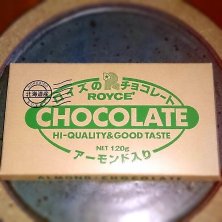 北海道産
ロイズのチョコレート
ROYCE'
CHOCOLATE
HI-QUALITY&GOOD TASTE
NET 120g
アーモンド入り